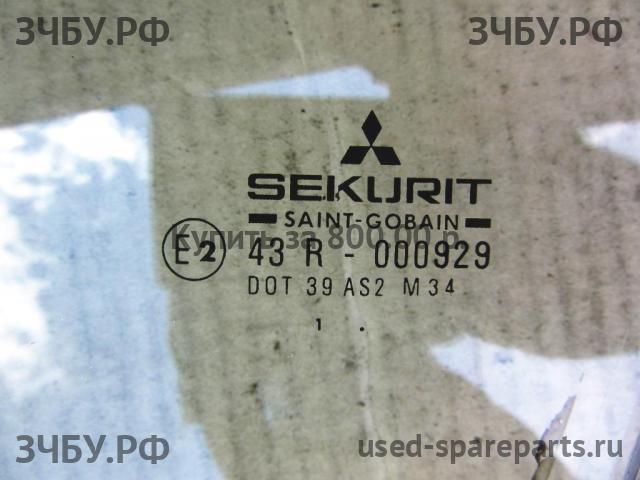 ЗЧБУ.РФ ЗЧБУ.РФ
SEKURIT
SAINT-GOBAIN
Купить за 800.00 р.
E2 43 R - 000929
DOT 39 AS2 M34
1 .
ЗЧБУ.РФ used-spareparts.ru